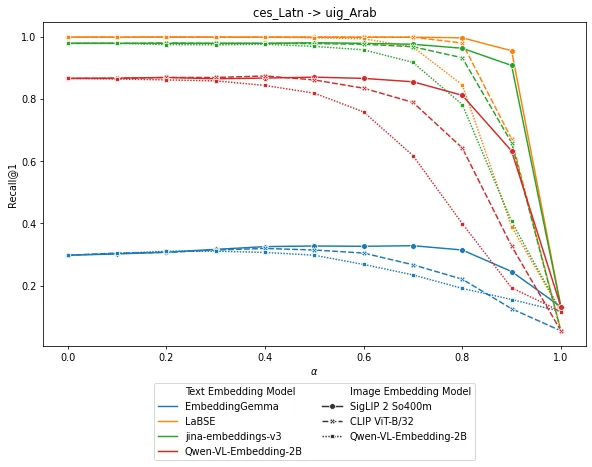 ces_Latn -> uig_Arab
Recall@1
1.0
0.8
0.6
0.4
0.2
0.0 0.2 0.4 0.6 0.8 1.0
α
Text Embedding Model
EmbeddingGemma
LaBSE
jina-embeddings-v3
Qwen-VL-Embedding-2B
Image Embedding Model
SigLIP 2 So400m
CLIP ViT-B/32
Qwen-VL-Embedding-2B